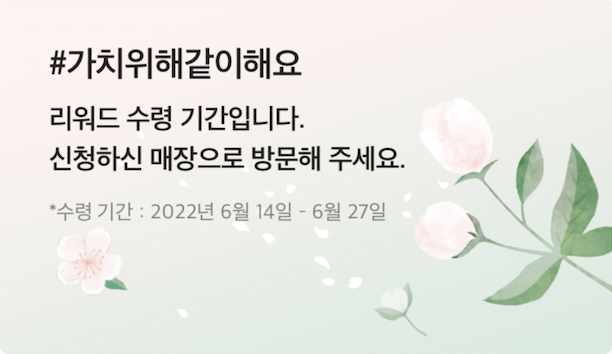 #가치위해같이해요
리워드 수령 기간입니다.
신청하신 매장으로 방문해 주세요.
*수령 기간 : 2022년 6월 14일 - 6월 27일